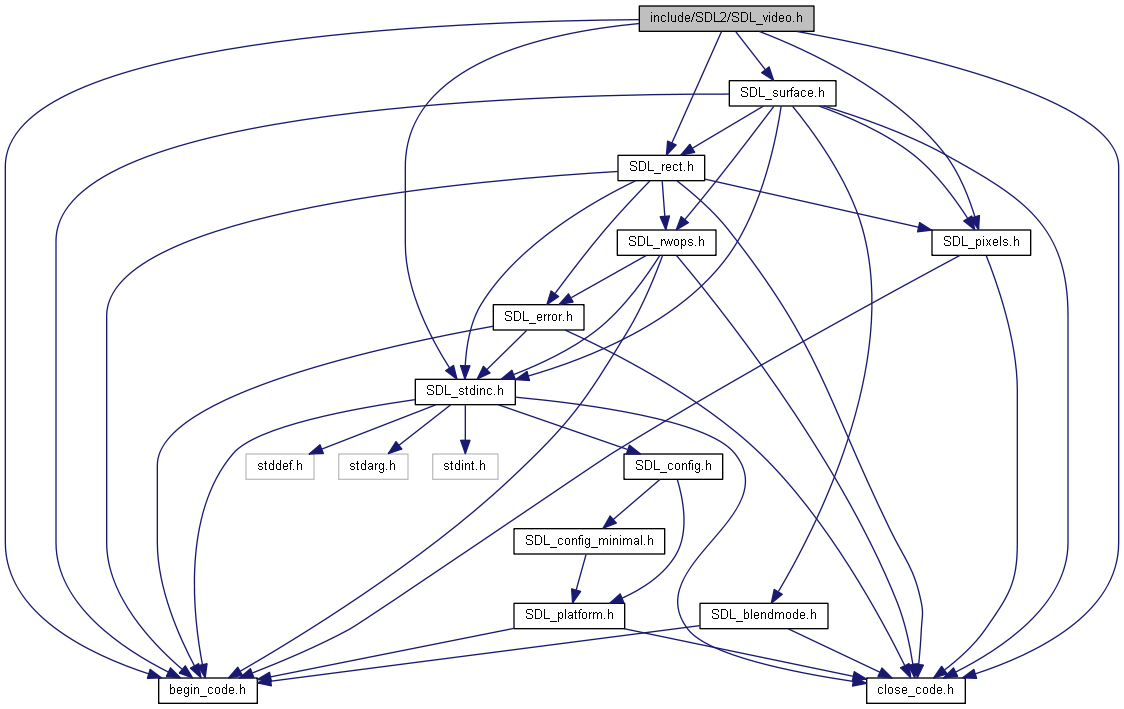 include/SDL2/SDL_video.h
SDL_surface.h
SDL_rect.h
SDL_rwops.h
SDL_pixels.h
SDL_error.h
SDL_stdinc.h
stddef.h
stdarg.h
stdint.h
SDL_config.h
SDL_config_minimal.h
SDL_platform.h
SDL_blendmode.h
begin_code.h
close_code.h